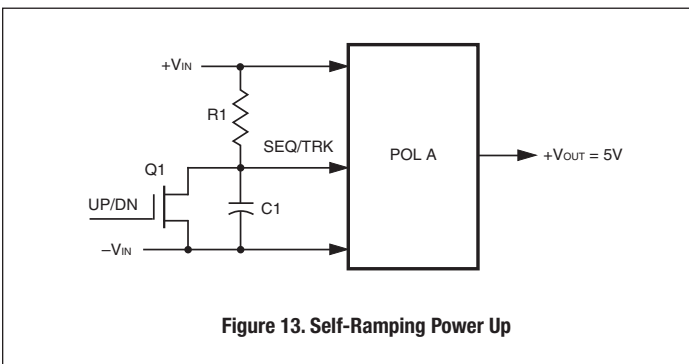 +VIN
R1
SEQ/TRK
POL A
+VOUT = 5V
Q1
UP/DN
C1
–VIN
Figure 13. Self-Ramping Power Up